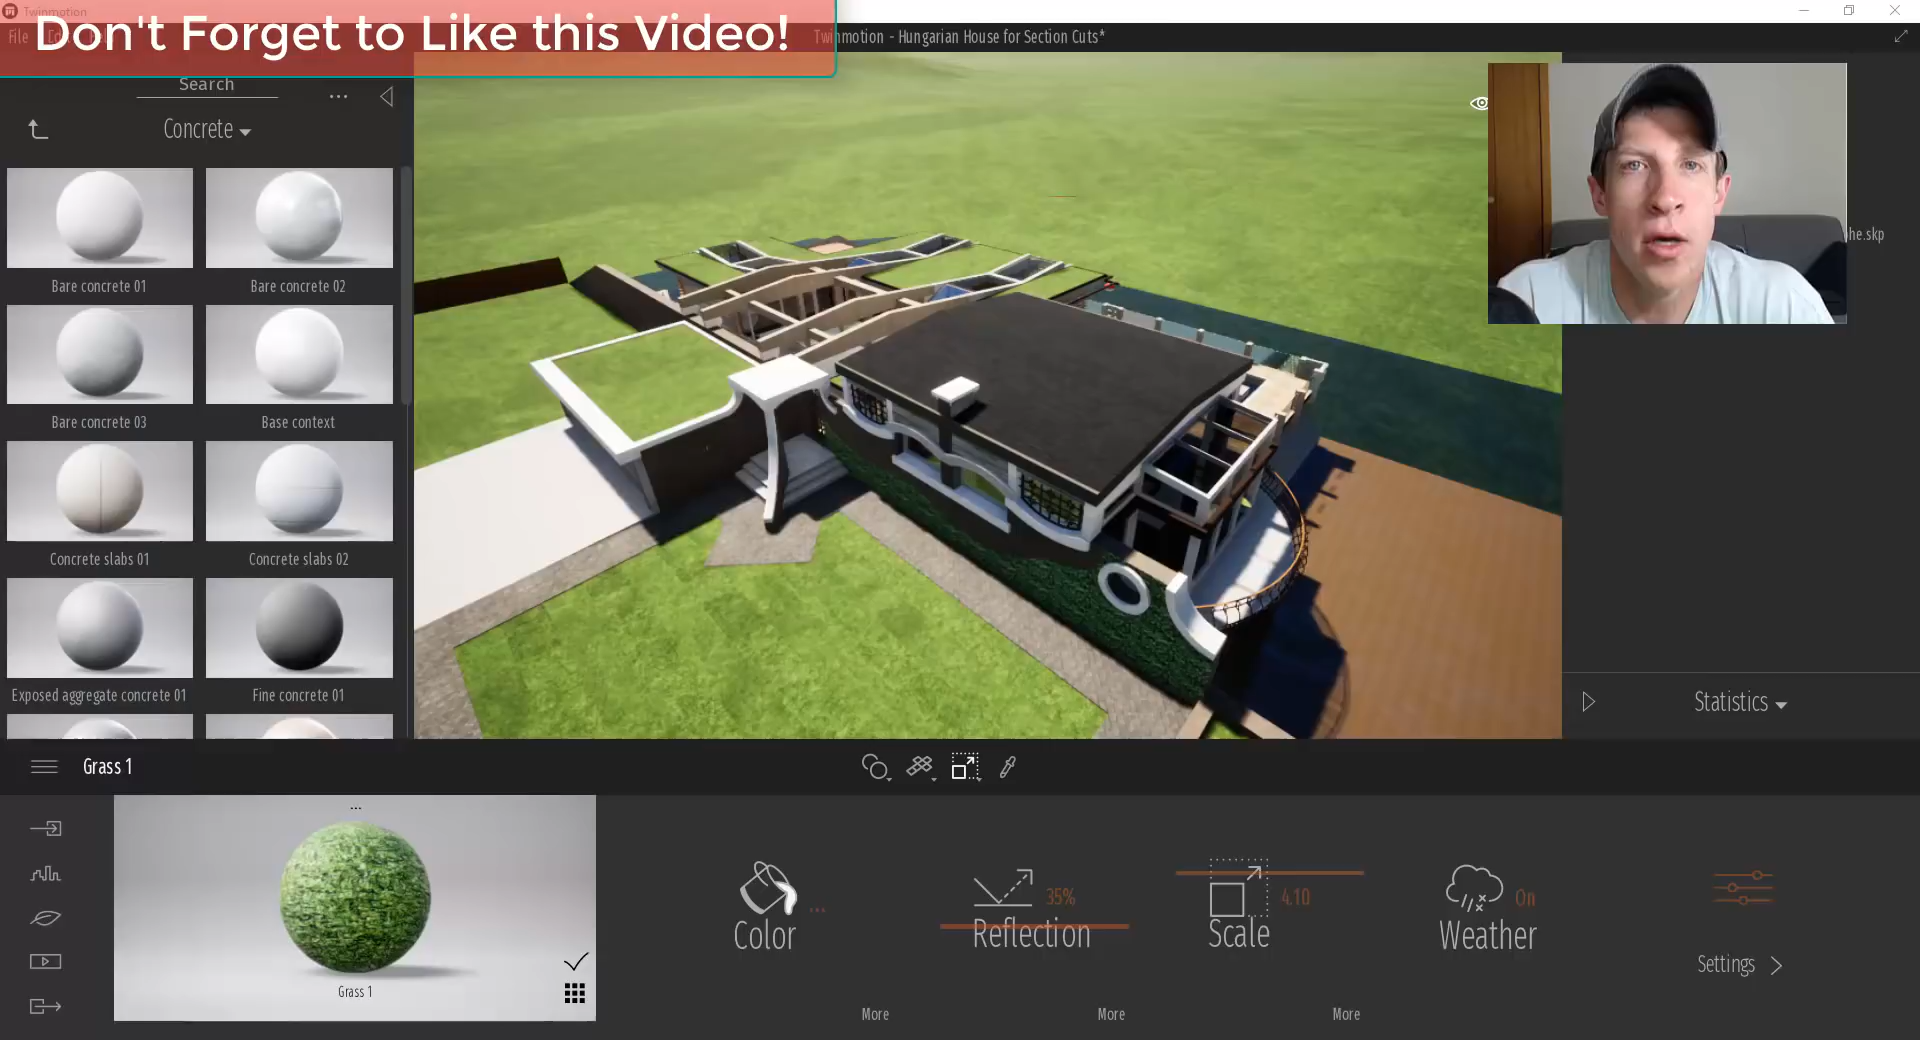 Twinmotion
Don't Forget to Like this Video!
File
Twinmotion - Hungarian House for Section Cuts*
Search
...
Concrete
Bare concrete 01
Bare concrete 02
Bare concrete 03
Base context
Concrete slabs 01
Concrete slabs 02
Exposed aggregate concrete 01
Fine concrete 01
he.skp
Statistics
Grass 1
...
Grass 1
Color
...
35%
Reflection
4.10
Scale
On
Weather
Settings
More
More
More